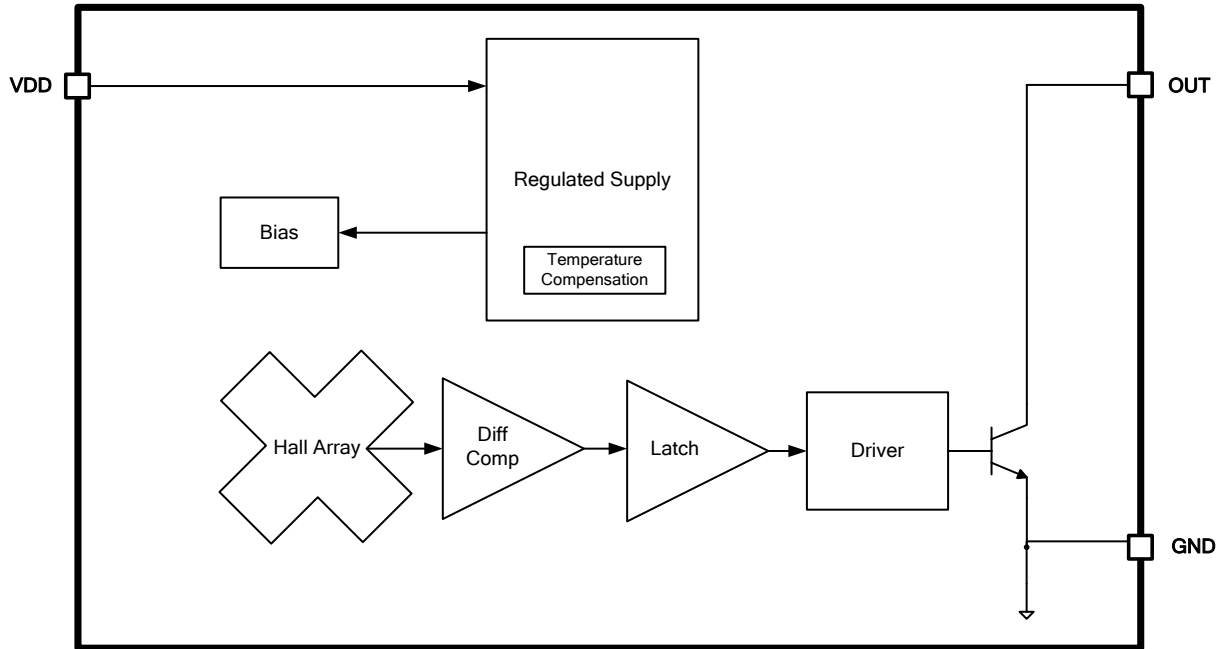 VDD
OUT
Regulated Supply
Bias
Temperature
Compensation
Hall Array
Diff
Comp
Latch
Driver
GND